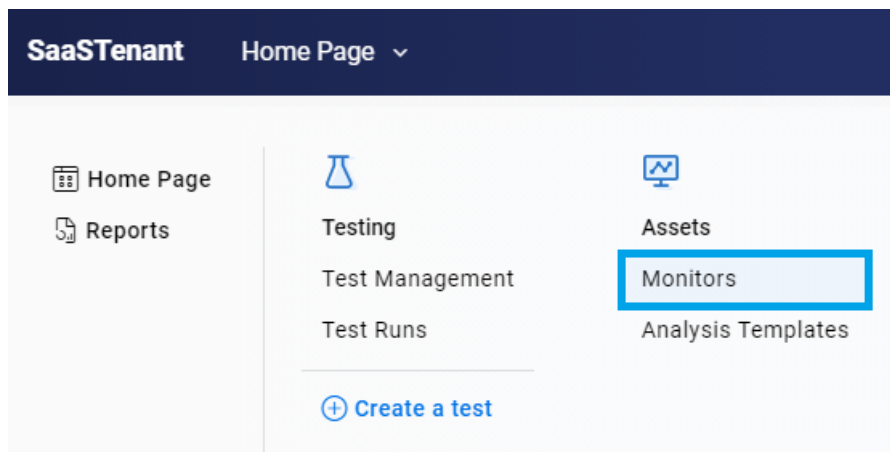 SaaSTenant Home Page
Home Page
Reports
Testing
Test Management
Test Runs
Create a test
Assets
Monitors
Analysis Templates